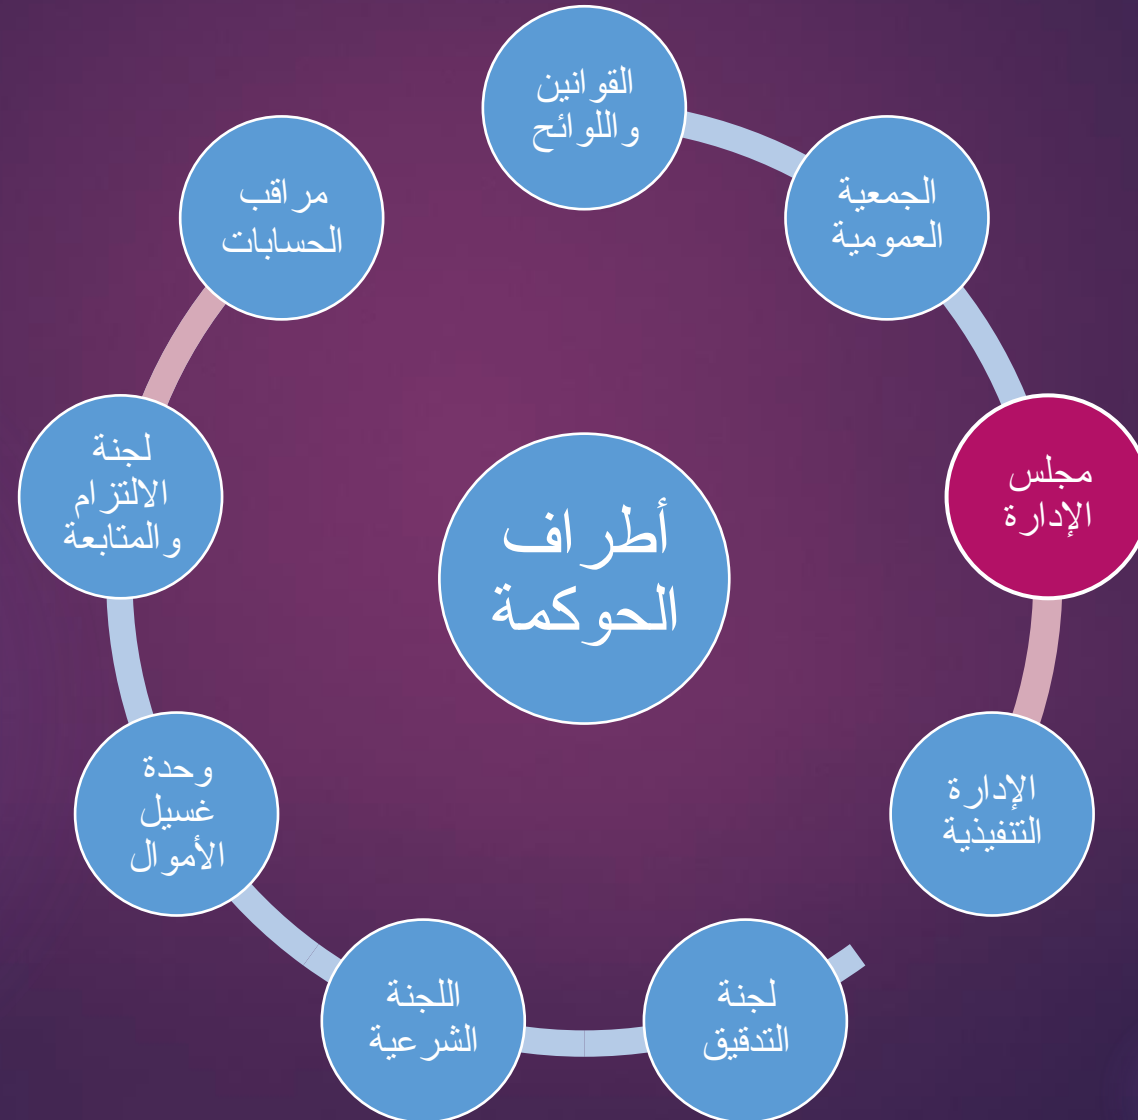 القوانين
واللوائح
الجمعية
العمومية
مجلس
الإدارة
الإدارة
التنفيذية
لجنة
التدقيق
اللجنة
الشرعية
وحدة
غسيل
الأموال
لجنة
الالتزام
والمتابعة
مراقب
الحسابات
أطراف
الحوكمة